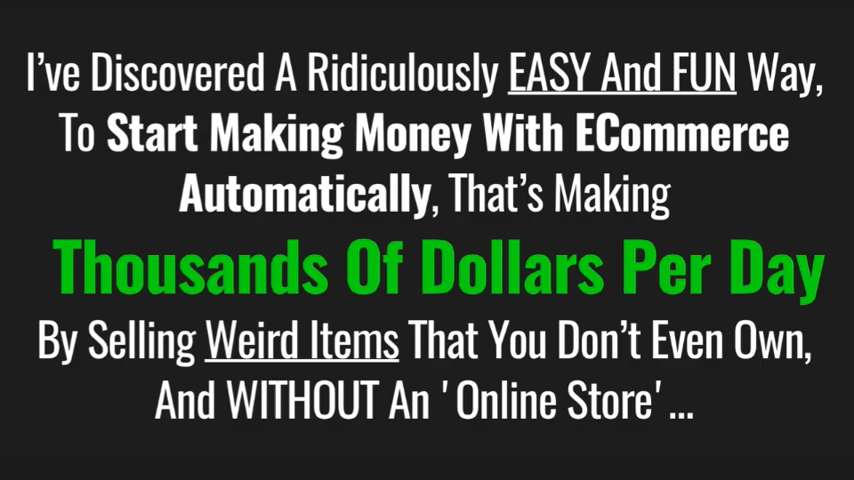 I’ve Discovered A Ridiculously EASY And FUN Way,
To Start Making Money With ECommerce
Automatically, That’s Making
Thousands Of Dollars Per Day
By Selling Weird Items That You Don’t Even Own,
And WITHOUT An 'Online Store'...